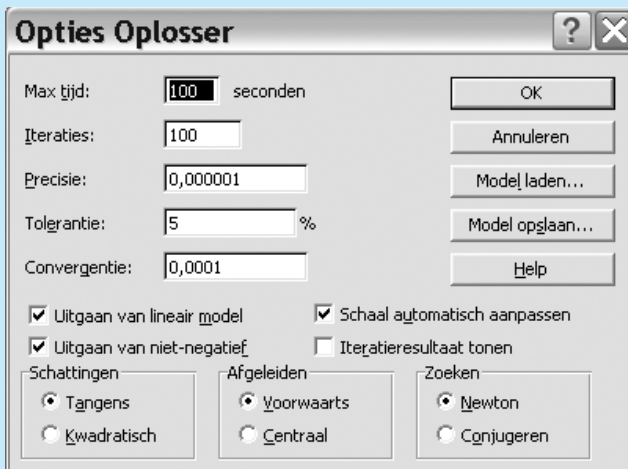 Opties Oplosser
Max tijd: 100 seconden
OK
Iteraties: 100
Annuleren
Precisie: 0,000001
Model laden...
Tolerantie: 5 %
Model opslaan...
Convergentie: 0,0001
Help
Uitgaan van lineair model
Schaal automatisch aanpassen
Uitgaan van niet-negatief
Iteratieresultaat tonen
Schattingen
Tangens
Kwadratisch
Afgeleiden
Voorwaarts
Centraal
Zoeken
Newton
Conjugeren